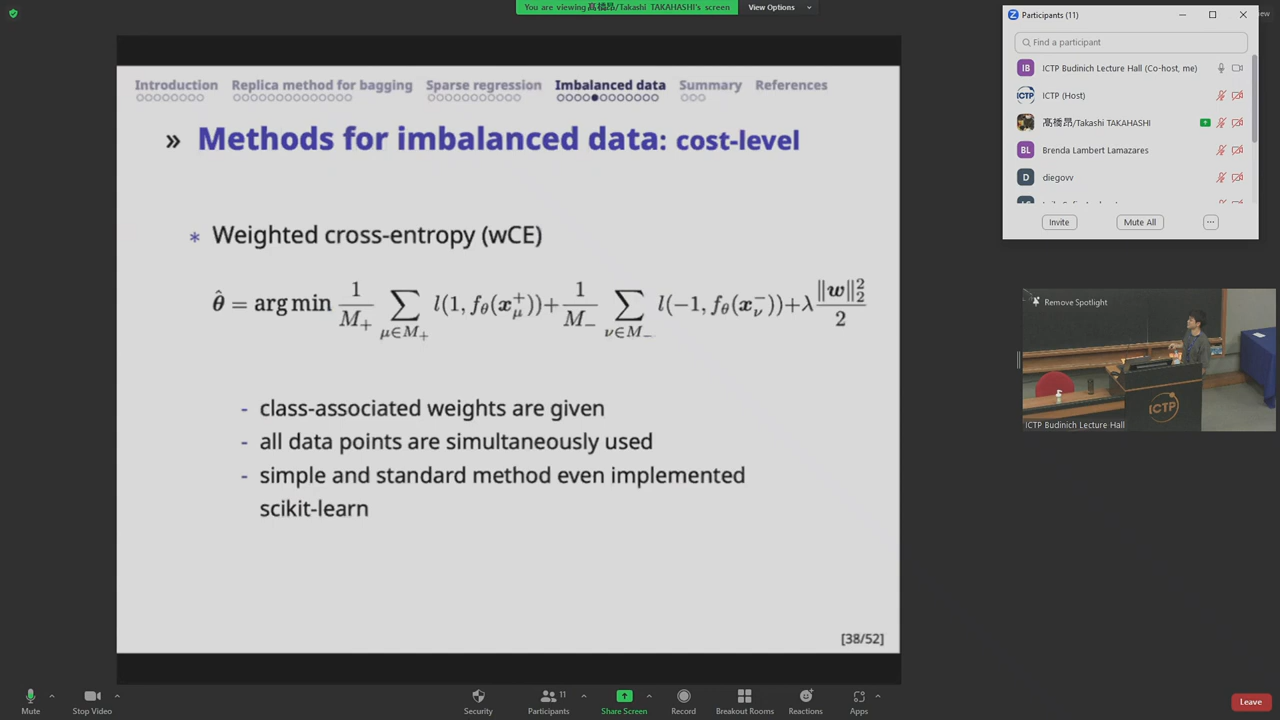 You are viewing 髙橋昂/Takashi TAKAHASHI's screen
View Options
Participants (11)
Find a participant
IB ICTP Budinich Lecture Hall (Co-host, me)
ICTP ICTP (Host)
髙橋昂/Takashi TAKAHASHI
BL Brenda Lambert Lamazares
D diegovv
Invite
Mute All
...
Remove Spotlight
ICTP
ICTP Budinich Lecture Hall
Introduction Replica method for bagging Sparse regression Imbalanced data Summary References
» Methods for imbalanced data: cost-level
* Weighted cross-entropy (wCE)
θ̂ = arg min 1/M₊ ∑_{μ∈M₊} l(1, f_θ(x_μ^+)) + 1/M₋ ∑_{ν∈M₋} l(−1, f_θ(x_ν^−)) + λ ‖w‖₂²/2
- class-associated weights are given
- all data points are simultaneously used
- simple and standard method even implemented
scikit-learn
[38/52]
Mute
Stop Video
Security
Participants 11
Share Screen
Record
Breakout Rooms
Reactions
Apps
Leave